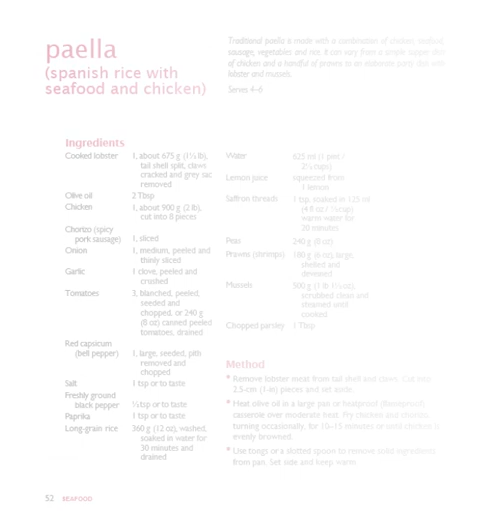 paella
(spanish rice with
seafood and chicken)
Traditional paella is made with a combination of chicken, seafood,
sausage, vegetables and rice. It can vary from a simple supper dish
of chicken and a handful of prawns to an elaborate party dish with
lobster and mussels.
Serves 4–6
Ingredients
Cooked lobster 1, about 675 g (1½ lb),
tail shell split, claws
cracked and grey sac
removed
Olive oil 2 Tbsp
Chicken 1, about 900 g (2 lb),
cut into 8 pieces
Chorizo (spicy
pork sausage) 1, sliced
Onion 1, medium, peeled and
thinly sliced
Garlic 1 clove, peeled and
crushed
Tomatoes 3, blanched, peeled,
seeded and
chopped, or 240 g
(8 oz) canned peeled
tomatoes, drained
Red capsicum
(bell pepper) 1, large, seeded, pith
removed and
chopped
Salt 1 tsp or to taste
Freshly ground
black pepper ½ tsp or to taste
Paprika 1 tsp or to taste
Long-grain rice 360 g (12 oz), washed,
soaked in water for
30 minutes and
drained
Water 625 ml (1 pint /
2½ cups)
Lemon juice squeezed from
1 lemon
Saffron threads 1 tsp, soaked in 125 ml
(4 fl oz / ½ cup)
warm water for
20 minutes
Peas 240 g (8 oz)
Prawns (shrimps) 180 g (6 oz), large,
shelled and
deveined
Mussels 500 g (1 lb 1½ oz),
scrubbed clean and
steamed until
cooked
Chopped parsley 1 Tbsp
Method
* Remove lobster meat from tail shell and claws. Cut into
2.5-cm (1-in) pieces and set aside.
* Heat olive oil in a large pan or heatproof (flameproof)
casserole over moderate heat. Fry chicken and chorizo,
turning occasionally, for 10–15 minutes or until chicken is
evenly browned.
* Use tongs or a slotted spoon to remove solid ingredients
from pan. Set side and keep warm
52 SEAFOOD